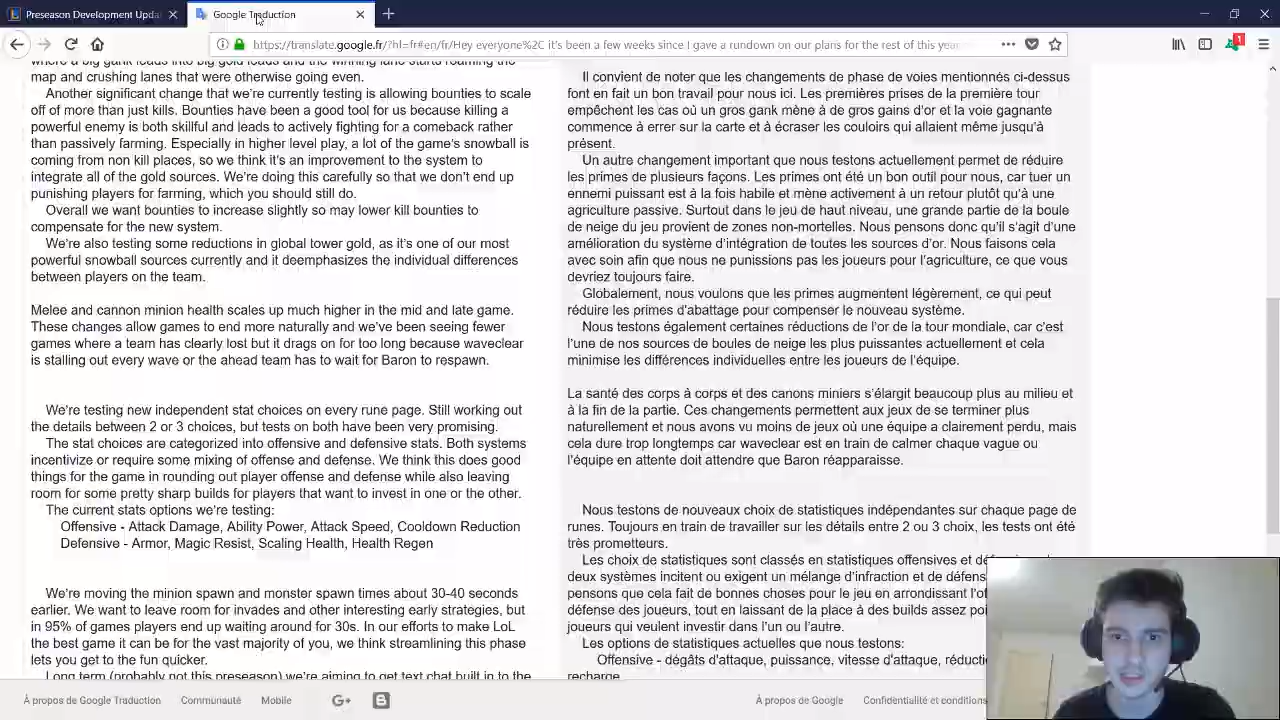 Preseason Development Upda
Google Traduction
https://translate.google.fr/?hl=fr#en/fr/Hey everyone%2C it's been a few weeks since I gave a rundown on our plans for the rest of this year
1
where a big gank leads into big gold leads and the winning lane starts roaming the
map and crushing lanes that were otherwise going even.
Another significant change that we're currently testing is allowing bounties to scale
off of more than just kills. Bounties have been a good tool for us because killing a
powerful enemy is both skillful and leads to actively fighting for a comeback rather
than passively farming. Especially in higher level play, a lot of the game's snowball is
coming from non kill places, so we think it's an improvement to the system to
integrate all of the gold sources. We're doing this carefully so that we don't end up
punishing players for farming, which you should still do.
Overall we want bounties to increase slightly so may lower kill bounties to
compensate for the new system.
We're also testing some reductions in global tower gold, as it's one of our most
powerful snowball sources currently and it deemphasizes the individual differences
between players on the team.
Melee and cannon minion health scales up much higher in the mid and late game.
These changes allow games to end more naturally and we've been seeing fewer
games where a team has clearly lost but it drags on for too long because waveclear
is stalling out every wave or the ahead team has to wait for Baron to respawn.
We're testing new independent stat choices on every rune page. Still working out
the details between 2 or 3 choices, but tests on both have been very promising.
The stat choices are categorized into offensive and defensive stats. Both systems
incentivize or require some mixing of offense and defense. We think this does good
things for the game in rounding out player offense and defense while also leaving
room for some pretty sharp builds for players that want to invest in one or the other.
The current stats options we're testing:
Offensive - Attack Damage, Ability Power, Attack Speed, Cooldown Reduction
Defensive - Armor, Magic Resist, Scaling Health, Health Regen
We're moving the minion spawn and monster spawn times about 30-40 seconds
earlier. We want to leave room for invades and other interesting early strategies, but
in 95% of games players end up waiting around for 30s. In our efforts to make LoL
the best game it can be for the vast majority of you, we think streamlining this phase
lets you get to the fun quicker.
Long term (probably not this preseason) we're aiming to get text chat built in to the
Il convient de noter que les changements de phase de voies mentionnés ci-dessus
font en fait un bon travail pour nous ici. Les premières prises de la première tour
empêchent les cas où un gros gank mène à de gros gains d'or et la voie gagnante
commence à errer sur la carte et à écraser les couloirs qui allaient même jusqu'à
présent.
Un autre changement important que nous testons actuellement permet de réduire
les primes de plusieurs façons. Les primes ont été un bon outil pour nous, car tuer un
ennemi puissant est à la fois habile et mène activement à un retour plutôt qu'à une
agriculture passive. Surtout dans le jeu de haut niveau, une grande partie de la boule
de neige du jeu provient de zones non-mortelles. Nous pensons donc qu'il s'agit d'une
amélioration du système d'intégration de toutes les sources d'or. Nous faisons cela
avec soin afin que nous ne punissions pas les joueurs pour l'agriculture, ce que vous
devriez toujours faire.
Globalement, nous voulons que les primes augmentent légèrement, ce qui peut
réduire les primes d'abattage pour compenser le nouveau système.
Nous testons également certaines réductions de l'or de la tour mondiale, car c'est
l'une de nos sources de boules de neige les plus puissantes actuellement et cela
minimise les différences individuelles entre les joueurs de l'équipe.
La santé des corps à corps et des canons miniers s'élargit beaucoup plus au milieu et
à la fin de la partie. Ces changements permettent aux jeux de se terminer plus
naturellement et nous avons vu moins de jeux où une équipe a clairement perdu, mais
cela dure trop longtemps car waveclear est en train de calmer chaque vague ou
l'équipe en attente doit attendre que Baron réapparaisse.
Nous testons de nouveaux choix de statistiques indépendantes sur chaque page de
runes. Toujours en train de travailler sur les détails entre 2 ou 3 choix, les tests ont été
très prometteurs.
Les choix de statistiques sont classés en statistiques offensives et
deux systèmes incitent ou exigent un mélange d'infraction et de défens
pensons que cela fait de bonnes choses pour le jeu en arrondissant l'of
défense des joueurs, tout en laissant de la place à des builds assez poi
joueurs qui veulent investir dans l'un ou l'autre.
Les options de statistiques actuelles que nous testons:
Offensive - dégâts d'attaque, puissance, vitesse d'attaque, réducti
recharge
À propos de Google Traduction
Communauté
Mobile
G+
À propos de Google
Confidentialité et conditions